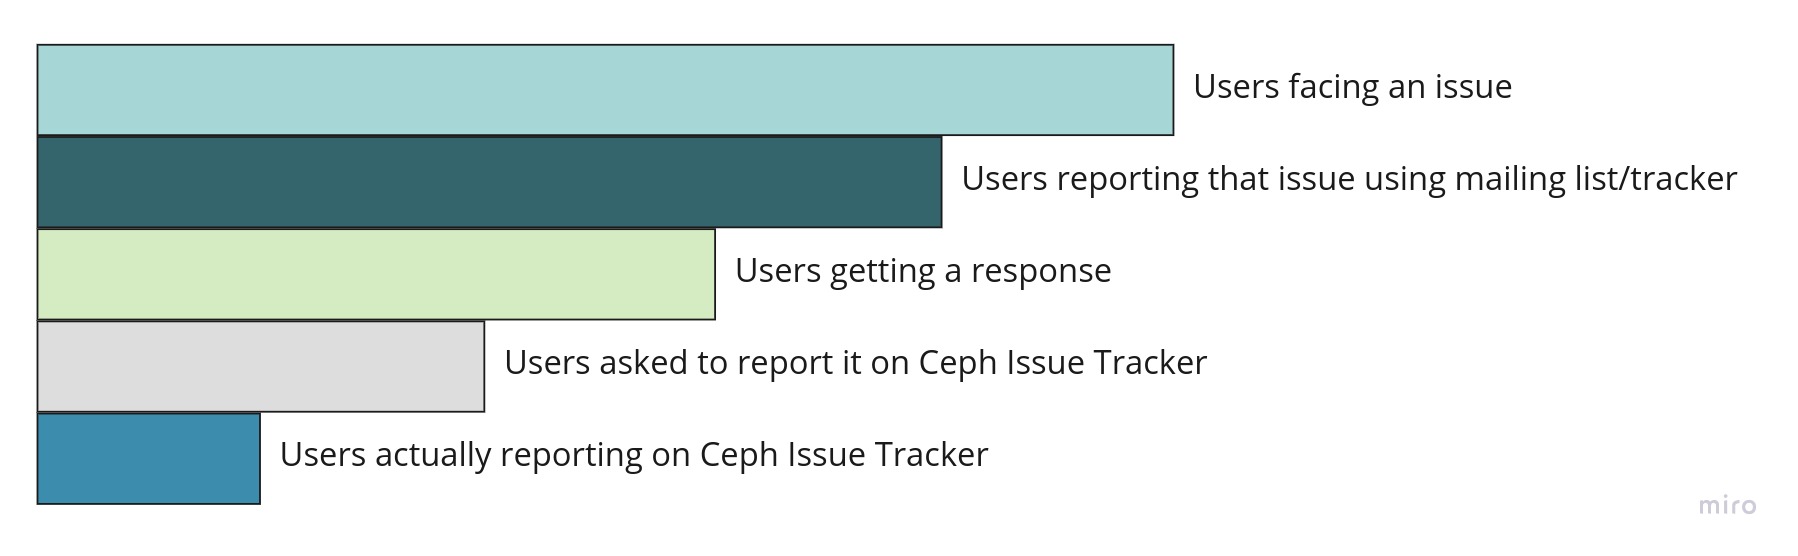 Users facing an issue
Users reporting that issue using mailing list/tracker
Users getting a response
Users asked to report it on Ceph Issue Tracker
Users actually reporting on Ceph Issue Tracker
miro